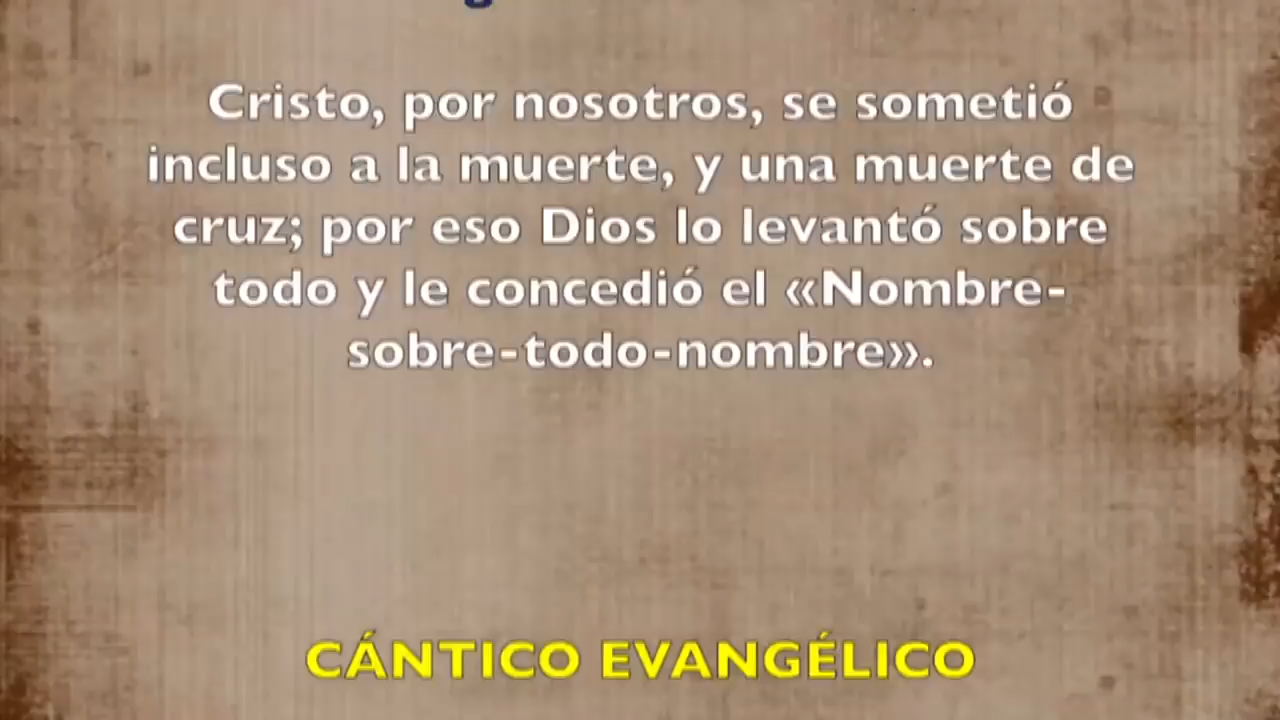 Cristo, por nosotros, se sometió
incluso a la muerte, y una muerte de
cruz; por eso Dios lo levantó sobre
todo y le concedió el «Nombre-
sobre-todo-nombre».
CÁNTICO EVANGÉLICO